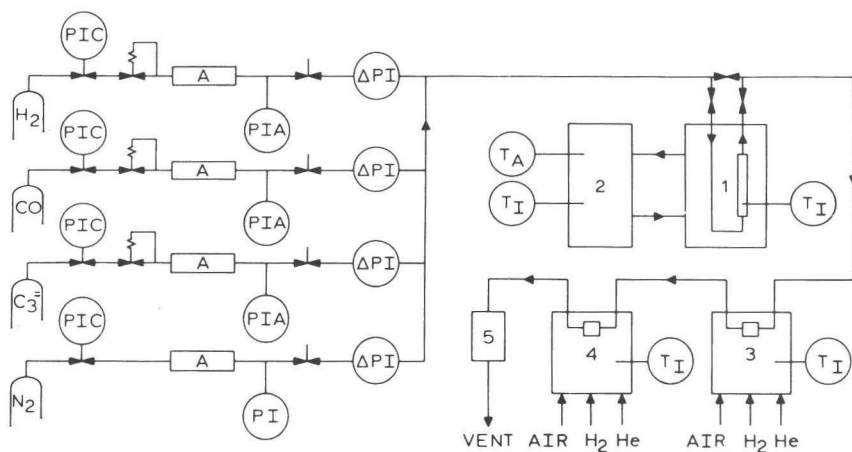 PIC
H2
A
PIA
ΔPI
PIC
CO
A
PIA
ΔPI
PIC
C3=
A
PIA
ΔPI
PIC
N2
A
PI
ΔPI
TA
TI
2
1
TI
5
4
TI
3
TI
VENT AIR H2 He
AIR H2 He